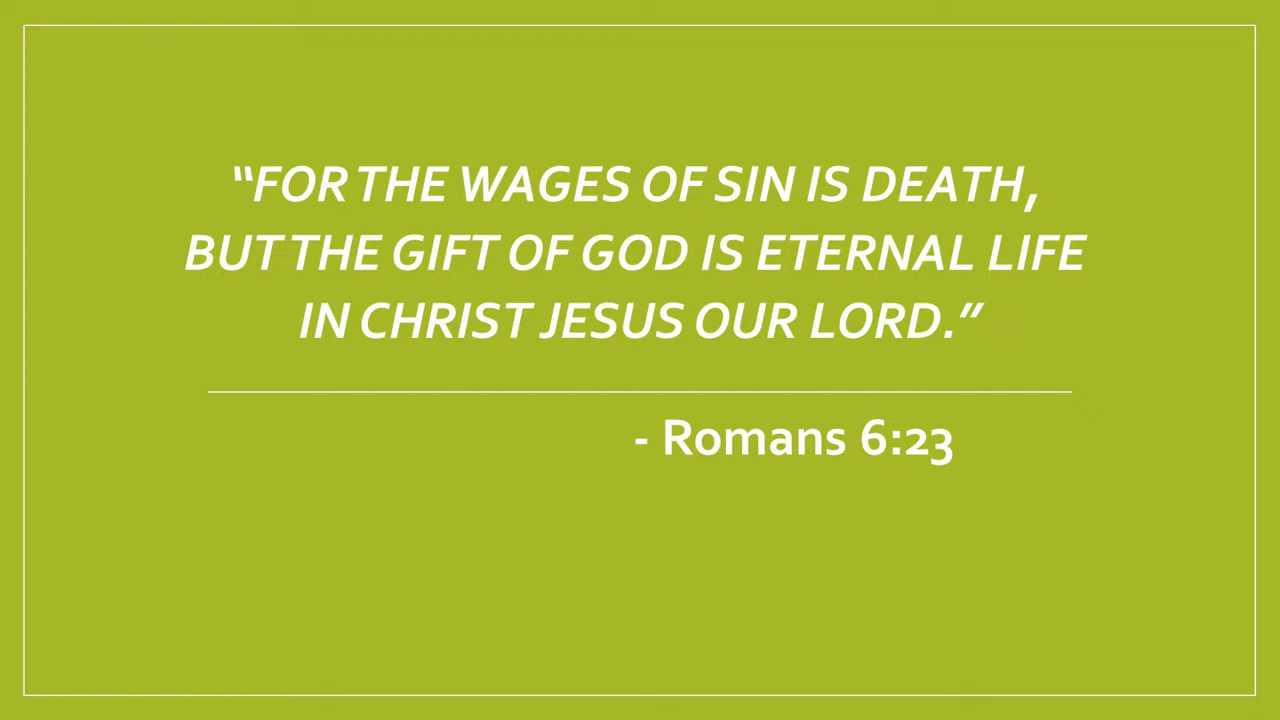 “FOR THE WAGES OF SIN IS DEATH,
BUT THE GIFT OF GOD IS ETERNAL LIFE
IN CHRIST JESUS OUR LORD.”
- Romans 6:23